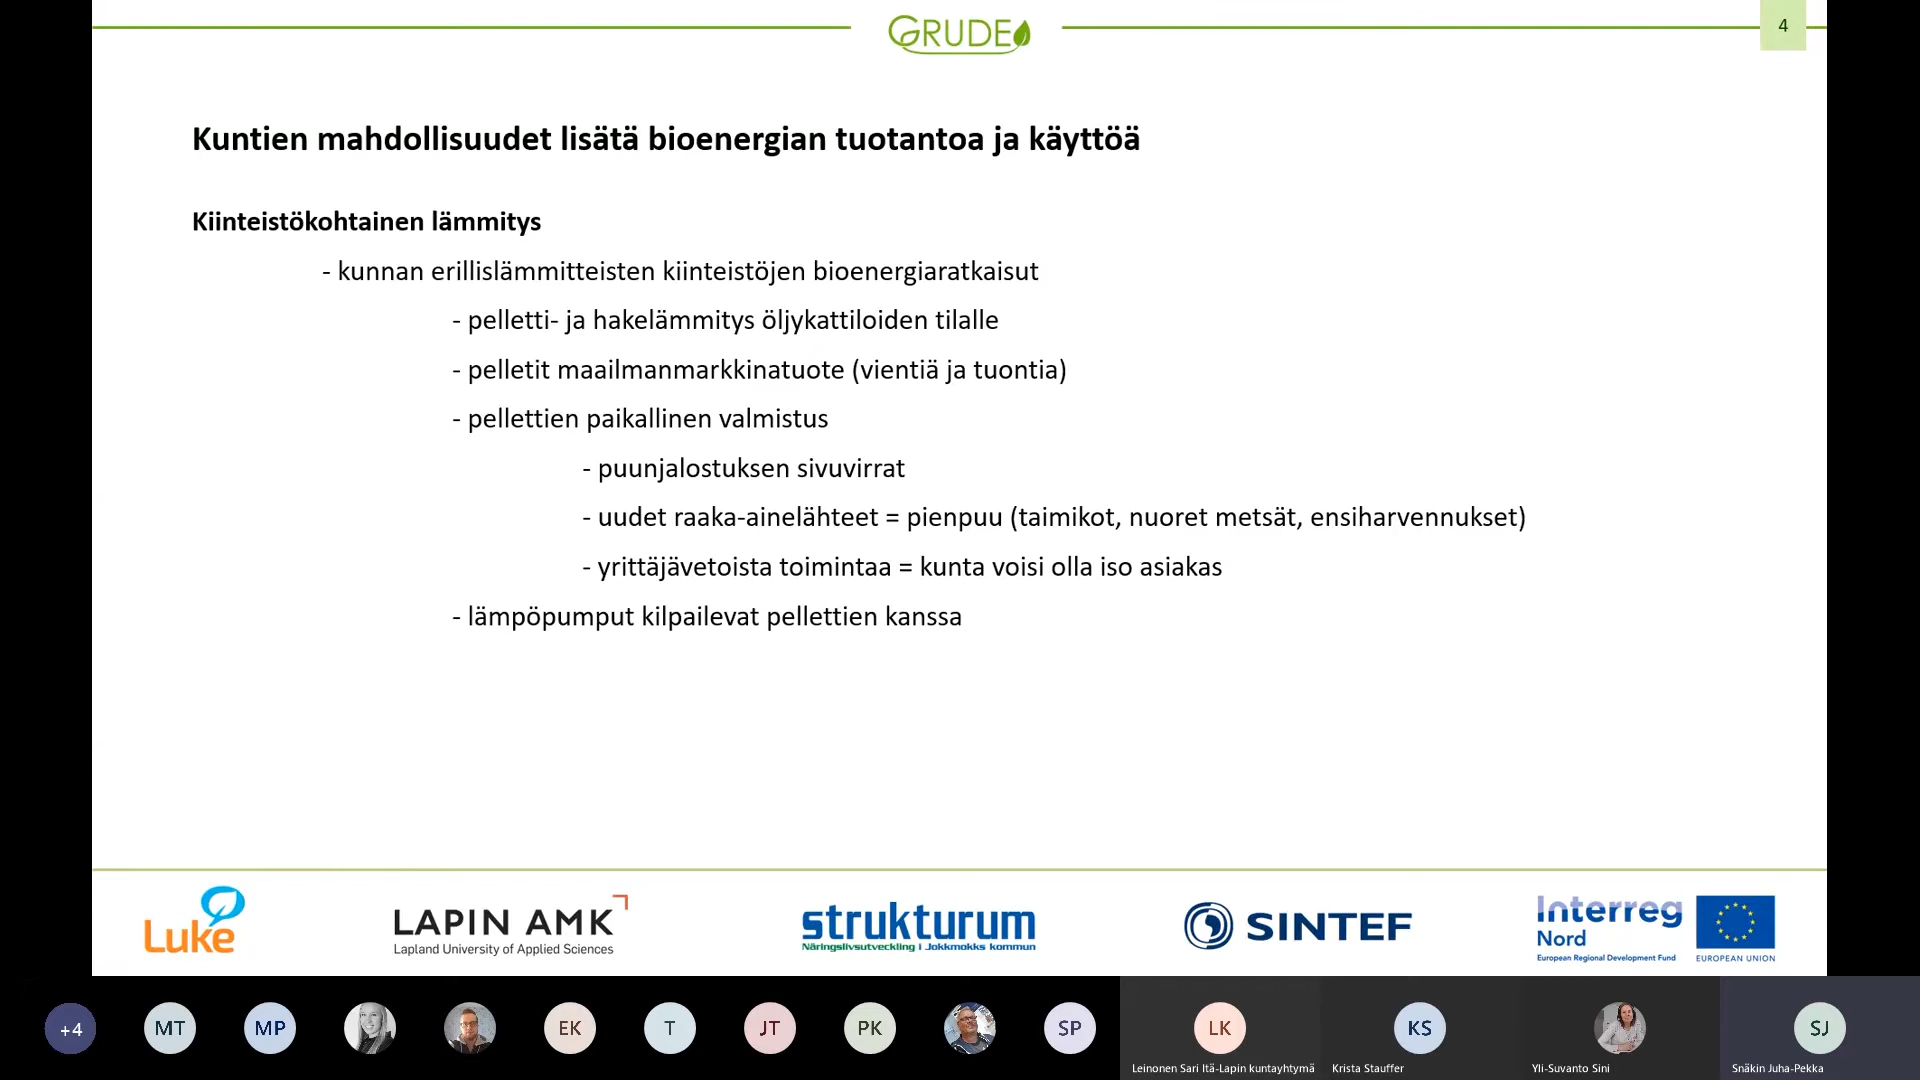 GRUDE
4
Kuntien mahdollisuudet lisätä bioenergian tuotantoa ja käyttöä
Kiinteistökohtainen lämmitys
- kunnan erillislämmitteisten kiinteistöjen bioenergiaratkaisut
- pelletti- ja hakelämmitys öljykattiloiden tilalle
- pelletit maailmanmarkkinatuote (vientiä ja tuontia)
- pellettien paikallinen valmistus
- puunjalostuksen sivuvirrat
- uudet raaka-ainelähteet = pienpuu (taimikot, nuoret metsät, ensiharvennukset)
- yrittäjävetoista toimintaa = kunta voisi olla iso asiakas
- lämpöpumput kilpailevat pellettien kanssa
Luke
LAPIN AMK
Lapland University of Applied Sciences
strukturum
Näringslivsutveckling i Jokkmokks kommun
SINTEF
Interreg
Nord
European Regional Development Fund
EUROPEAN UNION
+4
MT
MP
EK
T
JT
PK
SP
LK
KS
SJ
Leinonen Sari Itä-Lapin kuntayhtymä
Krista Stauffer
Yli-Suvanto Sini
Snäkin Juha-Pekka